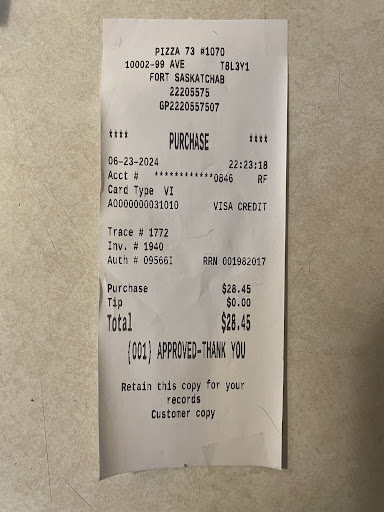 PIZZA 73 #1070
10002-99 AVE T8L3Y1
FORT SASKATCHAB
22205575
GP2220557507
**** PURCHASE ****
06-23-2024 22:23:18
Acct # ************0846 RF
Card Type VI
A0000000031010 VISA CREDIT
Trace # 1772
Inv. # 1940
Auth # 09566I RRN 001982017
Purchase $28.45
Tip $0.00
Total $28.45
(001) APPROVED-THANK YOU
Retain this copy for your
records
Customer copy